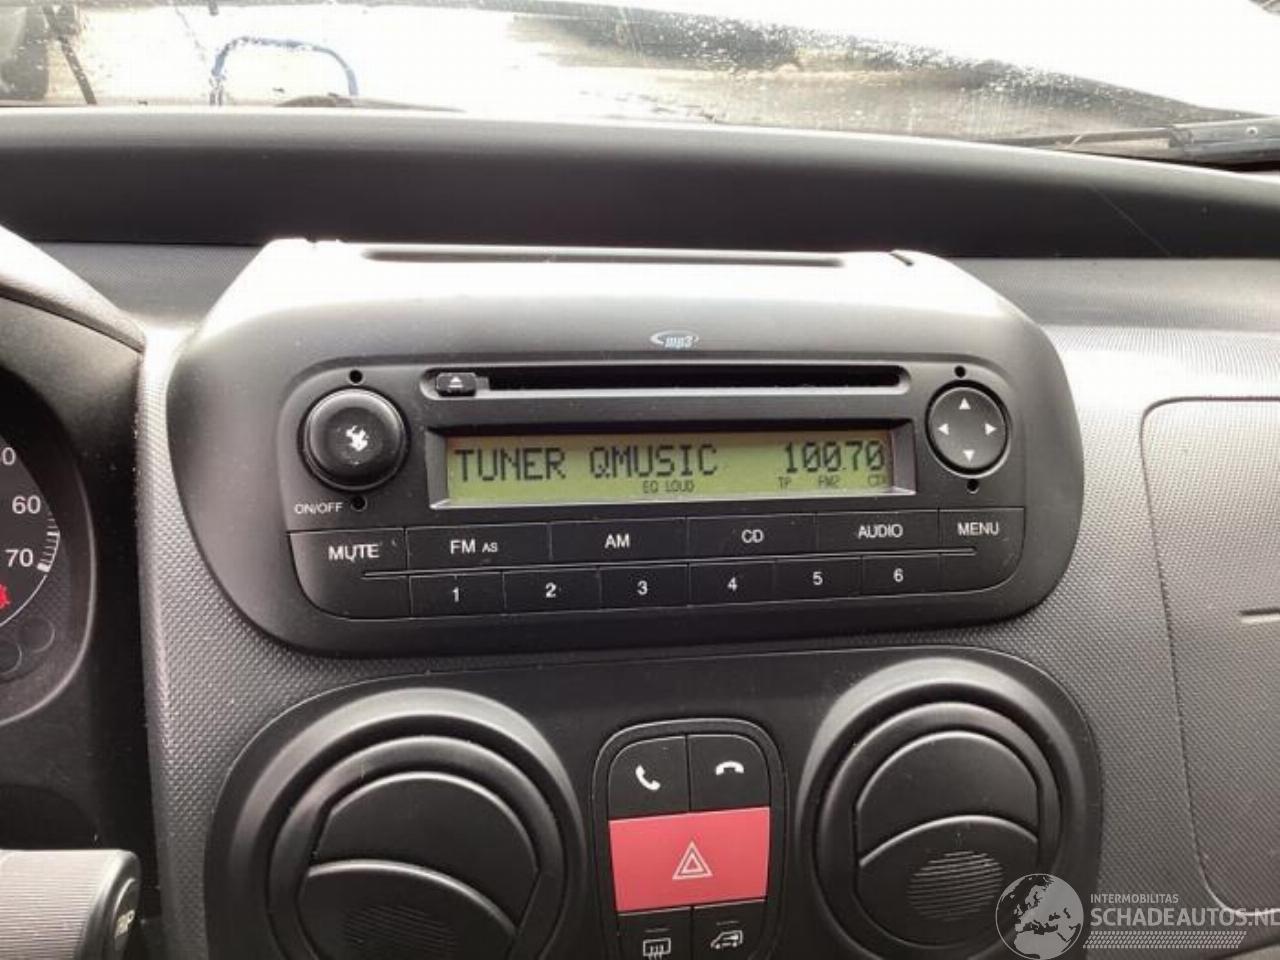 mp3
TUNER QMUSIC 100.70
EQ LOUD TP FM2
ON/OFF
MUTE FM AS AM CD AUDIO MENU
1 2 3 4 5 6
60
70
INTERMOBILITAS
SCHADEAUTOS.NL